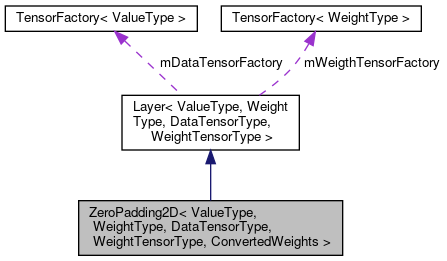 TensorFactory< ValueType >
TensorFactory< WeightType >
mDataTensorFactory
mWeigthTensorFactory
Layer< ValueType, Weight
Type, DataTensorType,
WeightTensorType >
ZeroPadding2D< ValueType,
WeightType, DataTensorType,
WeightTensorType, ConvertedWeights >